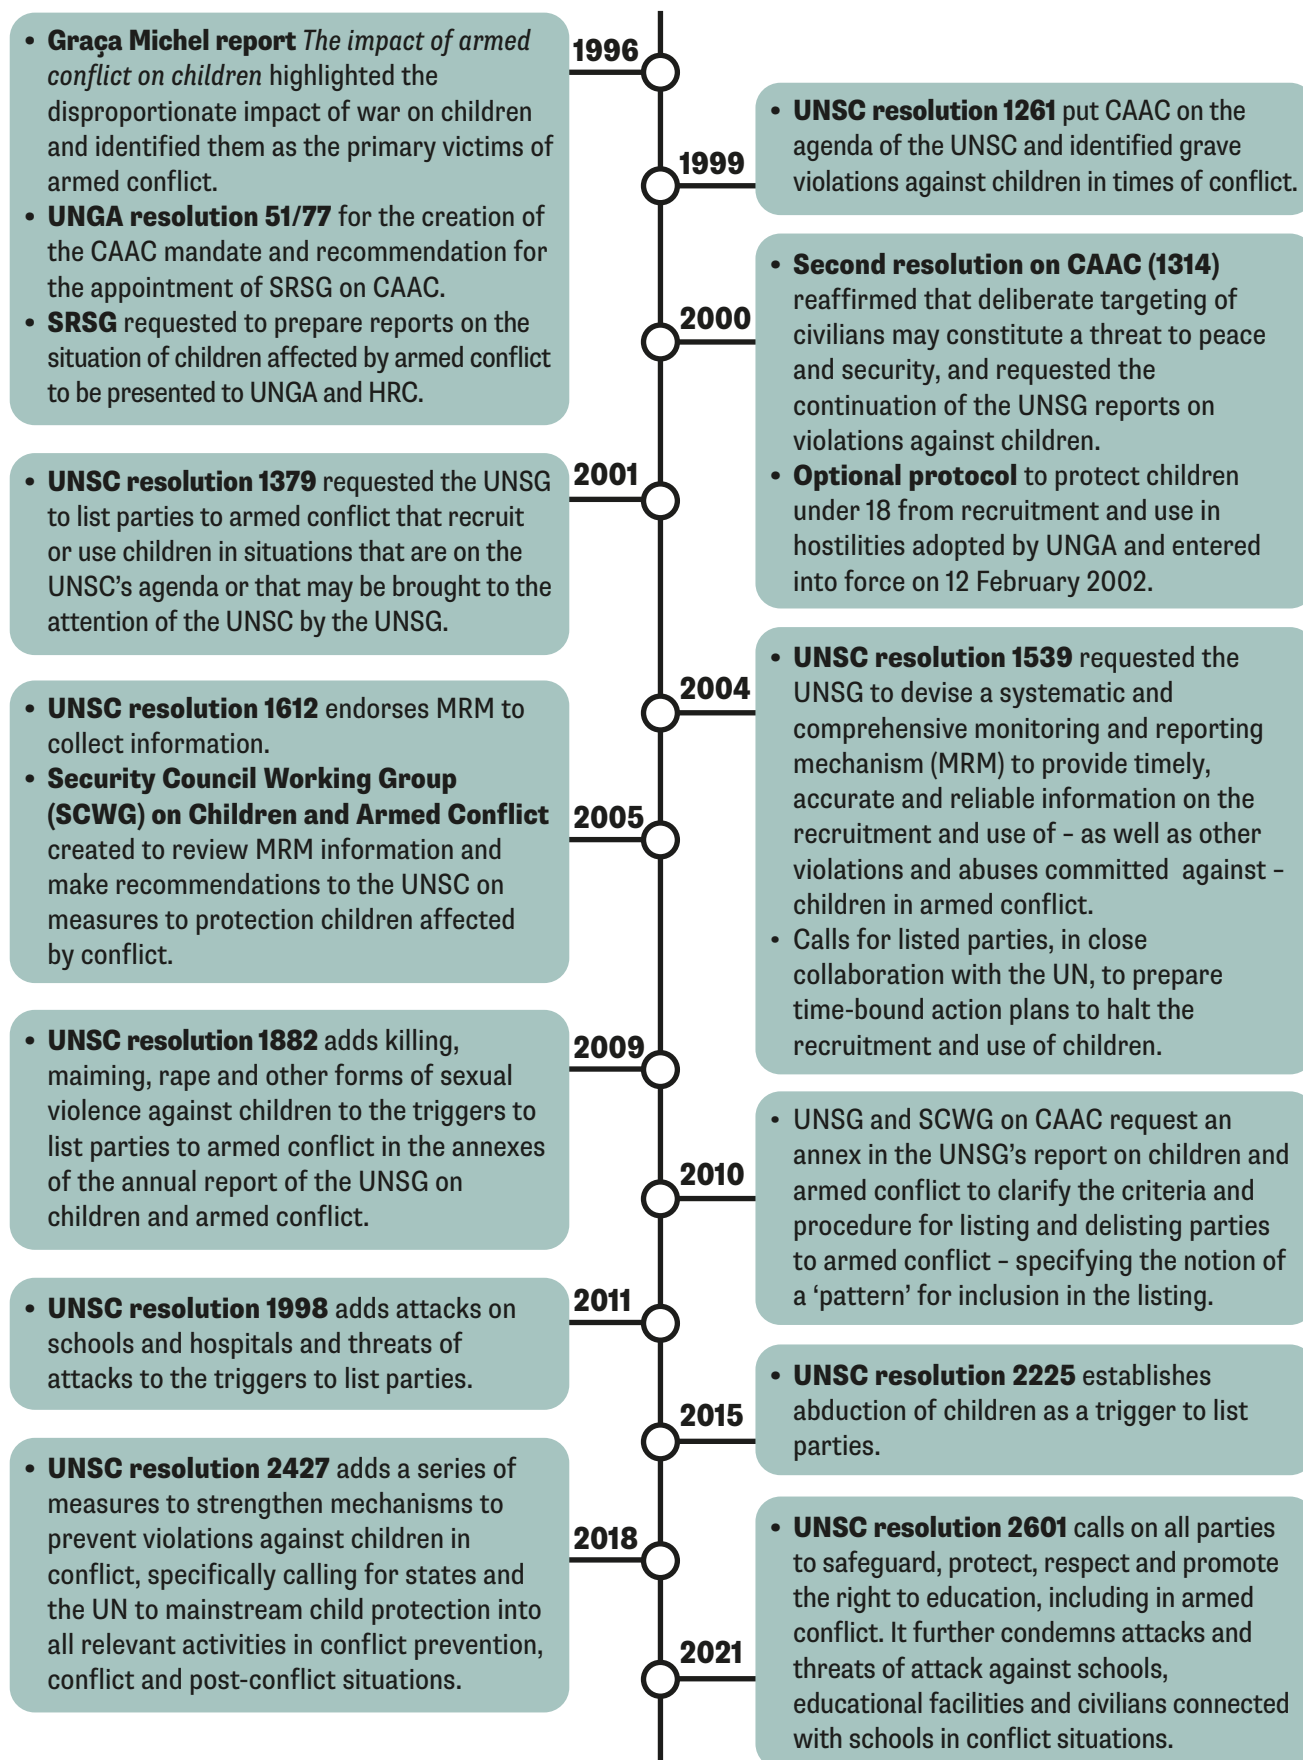 1996
• Graça Michel report The impact of armed
conflict on children highlighted the
disproportionate impact of war on children
and identified them as the primary victims of
armed conflict.
• UNGA resolution 51/77 for the creation of
the CAAC mandate and recommendation for
the appointment of SRSG on CAAC.
• SRSG requested to prepare reports on the
situation of children affected by armed conflict
to be presented to UNGA and HRC.
1999
• UNSC resolution 1261 put CAAC on the
agenda of the UNSC and identified grave
violations against children in times of conflict.
2000
• Second resolution on CAAC (1314)
reaffirmed that deliberate targeting of
civilians may constitute a threat to peace
and security, and requested the
continuation of the UNSG reports on
violations against children.
• Optional protocol to protect children
under 18 from recruitment and use in
hostilities adopted by UNGA and entered
into force on 12 February 2002.
2001
• UNSC resolution 1379 requested the UNSG
to list parties to armed conflict that recruit
or use children in situations that are on the
UNSC's agenda or that may be brought to the
attention of the UNSC by the UNSG.
2004
• UNSC resolution 1539 requested the
UNSG to devise a systematic and
comprehensive monitoring and reporting
mechanism (MRM) to provide timely,
accurate and reliable information on the
recruitment and use of – as well as other
violations and abuses committed against –
children in armed conflict.
• Calls for listed parties, in close
collaboration with the UN, to prepare
time-bound action plans to halt the
recruitment and use of children.
2005
• UNSC resolution 1612 endorses MRM to
collect information.
• Security Council Working Group
(SCWG) on Children and Armed Conflict
created to review MRM information and
make recommendations to the UNSC on
measures to protection children affected
by conflict.
2009
• UNSC resolution 1882 adds killing,
maiming, rape and other forms of sexual
violence against children to the triggers to
list parties to armed conflict in the annexes
of the annual report of the UNSG on
children and armed conflict.
2010
• UNSG and SCWG on CAAC request an
annex in the UNSG's report on children and
armed conflict to clarify the criteria and
procedure for listing and delisting parties
to armed conflict – specifying the notion of
a ‘pattern’ for inclusion in the listing.
2011
• UNSC resolution 1998 adds attacks on
schools and hospitals and threats of
attacks to the triggers to list parties.
2015
• UNSC resolution 2225 establishes
abduction of children as a trigger to list
parties.
2018
• UNSC resolution 2427 adds a series of
measures to strengthen mechanisms to
prevent violations against children in
conflict, specifically calling for states and
the UN to mainstream child protection into
all relevant activities in conflict prevention,
conflict and post-conflict situations.
2021
• UNSC resolution 2601 calls on all parties
to safeguard, protect, respect and promote
the right to education, including in armed
conflict. It further condemns attacks and
threats of attack against schools,
educational facilities and civilians connected
with schools in conflict situations.